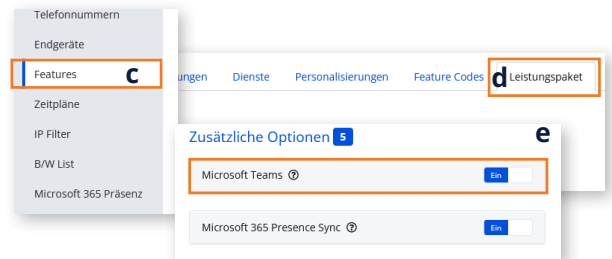 Telefonnummern
Endgeräte
Features c
Zeitpläne
IP Filter
B/W List
Microsoft 365 Präsenz
ungen Dienste Personalisierungen Feature Codes d Leistungspaket
Zusätzliche Optionen 5 e
Microsoft Teams ? Ein
Microsoft 365 Presence Sync ? Ein